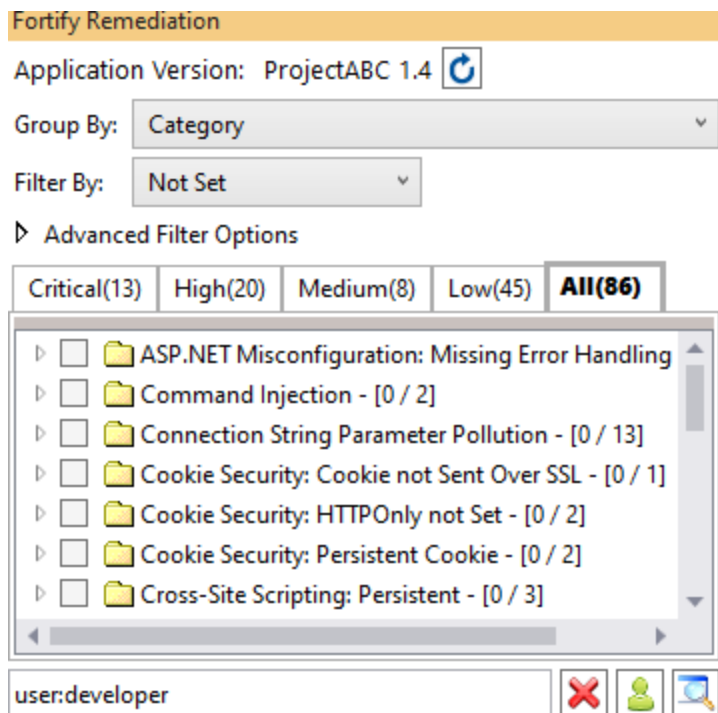 Fortify Remediation
Application Version: ProjectABC 1.4
Group By: Category
Filter By: Not Set
Advanced Filter Options
Critical(13) High(20) Medium(8) Low(45) All(86)
ASP.NET Misconfiguration: Missing Error Handling
Command Injection - [0 / 2]
Connection String Parameter Pollution - [0 / 13]
Cookie Security: Cookie not Sent Over SSL - [0 / 1]
Cookie Security: HTTPOnly not Set - [0 / 2]
Cookie Security: Persistent Cookie - [0 / 2]
Cross-Site Scripting: Persistent - [0 / 3]
user:developer